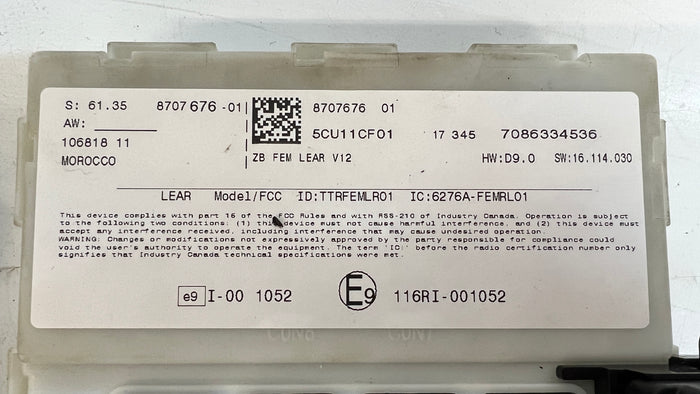 S: 61.35 8707676 -01
AW:
106818 11
MOROCCO
8707676 01
5CU11CF01 17 345 7086334536
ZB FEM LEAR V12 HW:D9.0 SW:16.114.030
LEAR Model/FCC ID:TTRFEMLR01 IC:6276A-FEMRL01
This device complies with part 15 of the FCC Rules and with RSS-210 of Industry Canada. Operation is subject
to the following two conditions: (1) this device must not cause harmful interference, and (2) this device must
accept any interference received, including interference that may cause undesired operation.
WARNING: Changes or modifications not expressively approved by the party responsible for compliance could
void the user's authority to operate the equipment. The term 'IC:' before the radio certification number only
signifies that Industry Canada technical specifications were met.
e9 I-00 1052 E9 116RI-001052
CON6 CON7